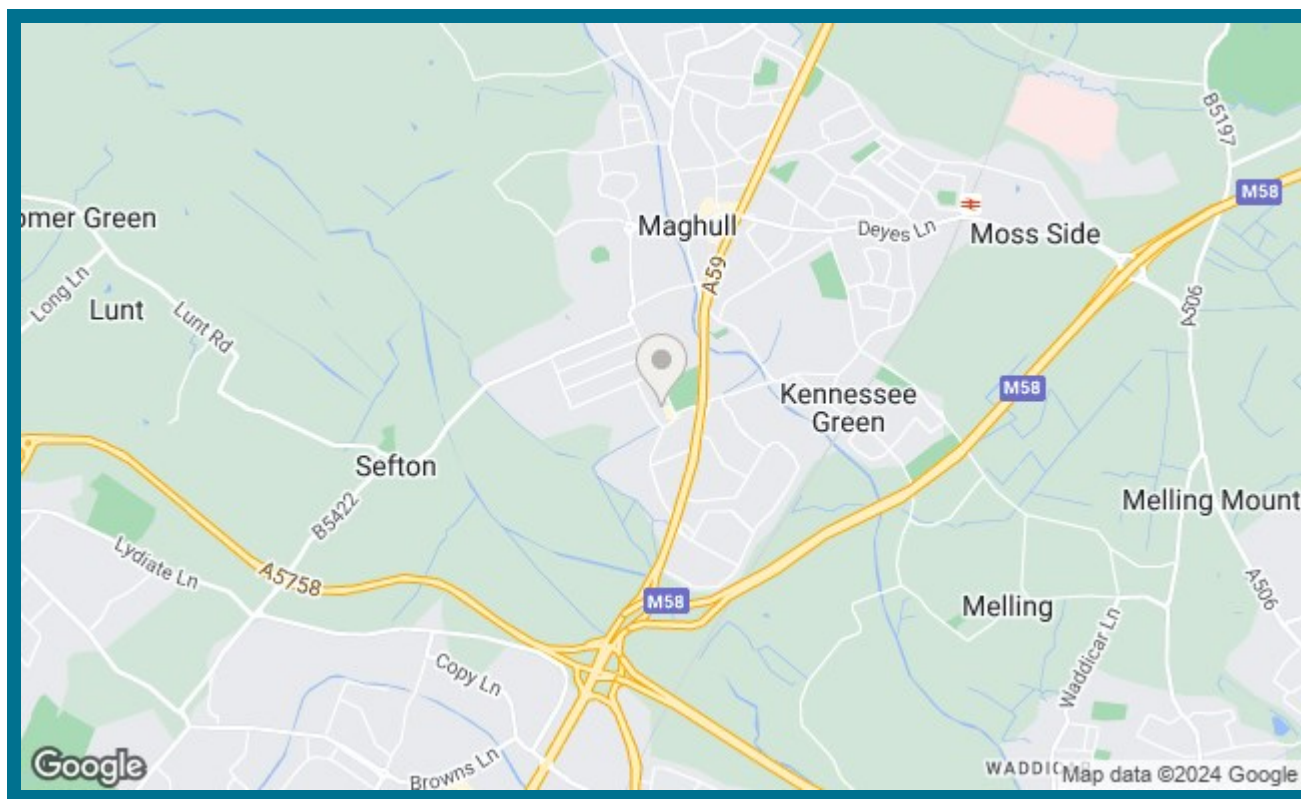 B5197
M58
omer Green
Maghull
Deyes Ln
Moss Side
Long Ln
A59
Lunt
Lunt Rd
A506
M58
Kennessee
Green
Sefton
B5422
Melling Mount
Lydiate Ln
A5758
M58
Melling
A506
Waddicar Ln
Copy Ln
Browns Ln
Google
Map data ©2024 Google